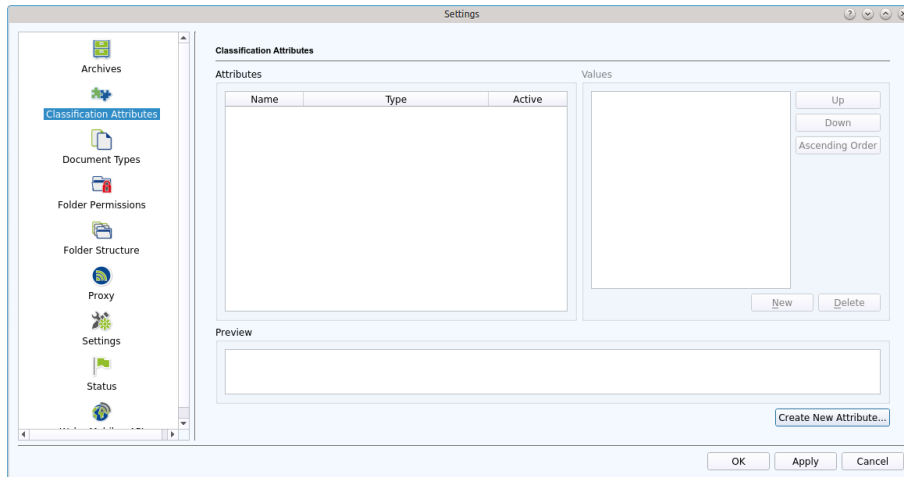 Settings
Archives
Classification Attributes
Document Types
Folder Permissions
Folder Structure
Proxy
Settings
Status
Classification Attributes
Attributes
Name Type Active
Values
Up
Down
Ascending Order
New Delete
Preview
Create New Attribute...
OK Apply Cancel